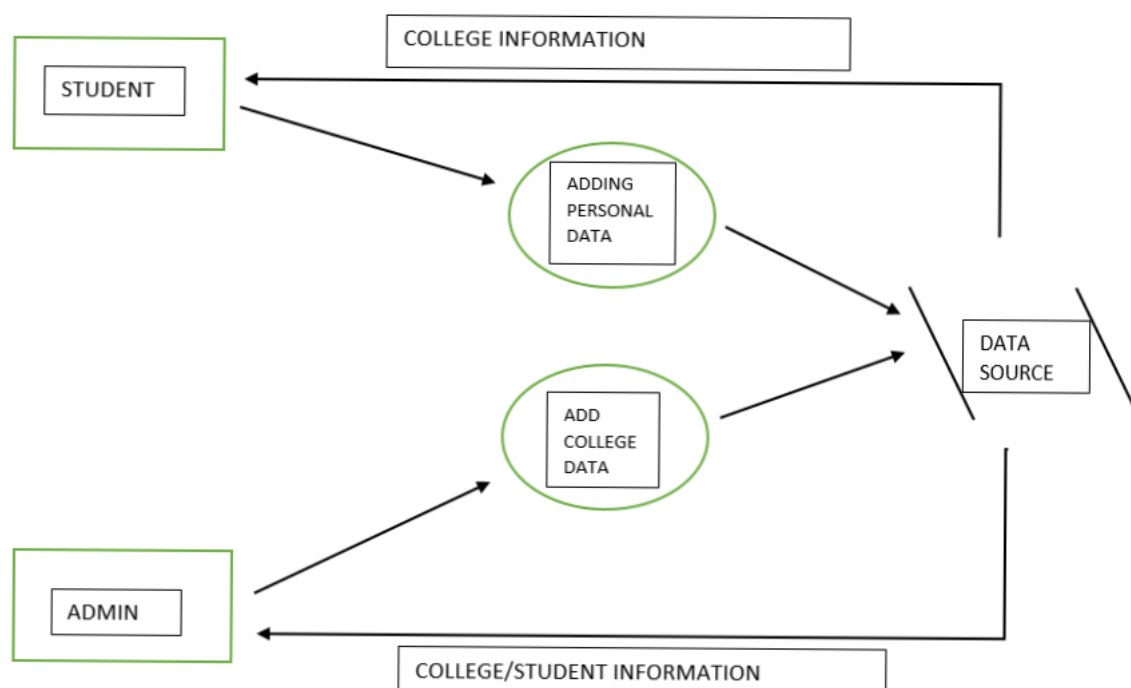 COLLEGE INFORMATION
STUDENT
ADDING
PERSONAL
DATA
DATA
SOURCE
ADD
COLLEGE
DATA
ADMIN
COLLEGE/STUDENT INFORMATION